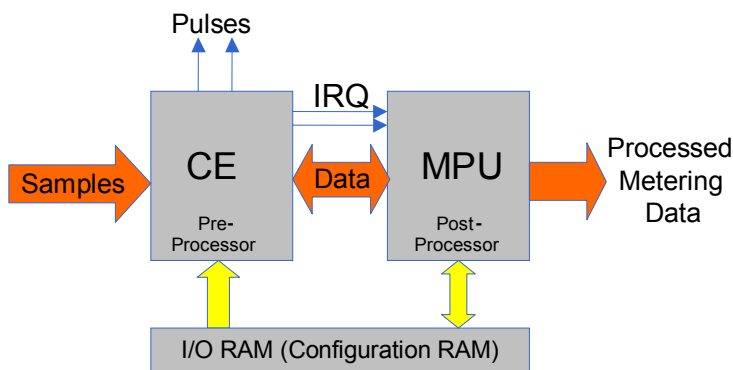 Pulses
IRQ
CE
MPU
Samples
Data
Processed
Metering
Data
Pre-
Processor
Post-
Processor
I/O RAM (Configuration RAM)